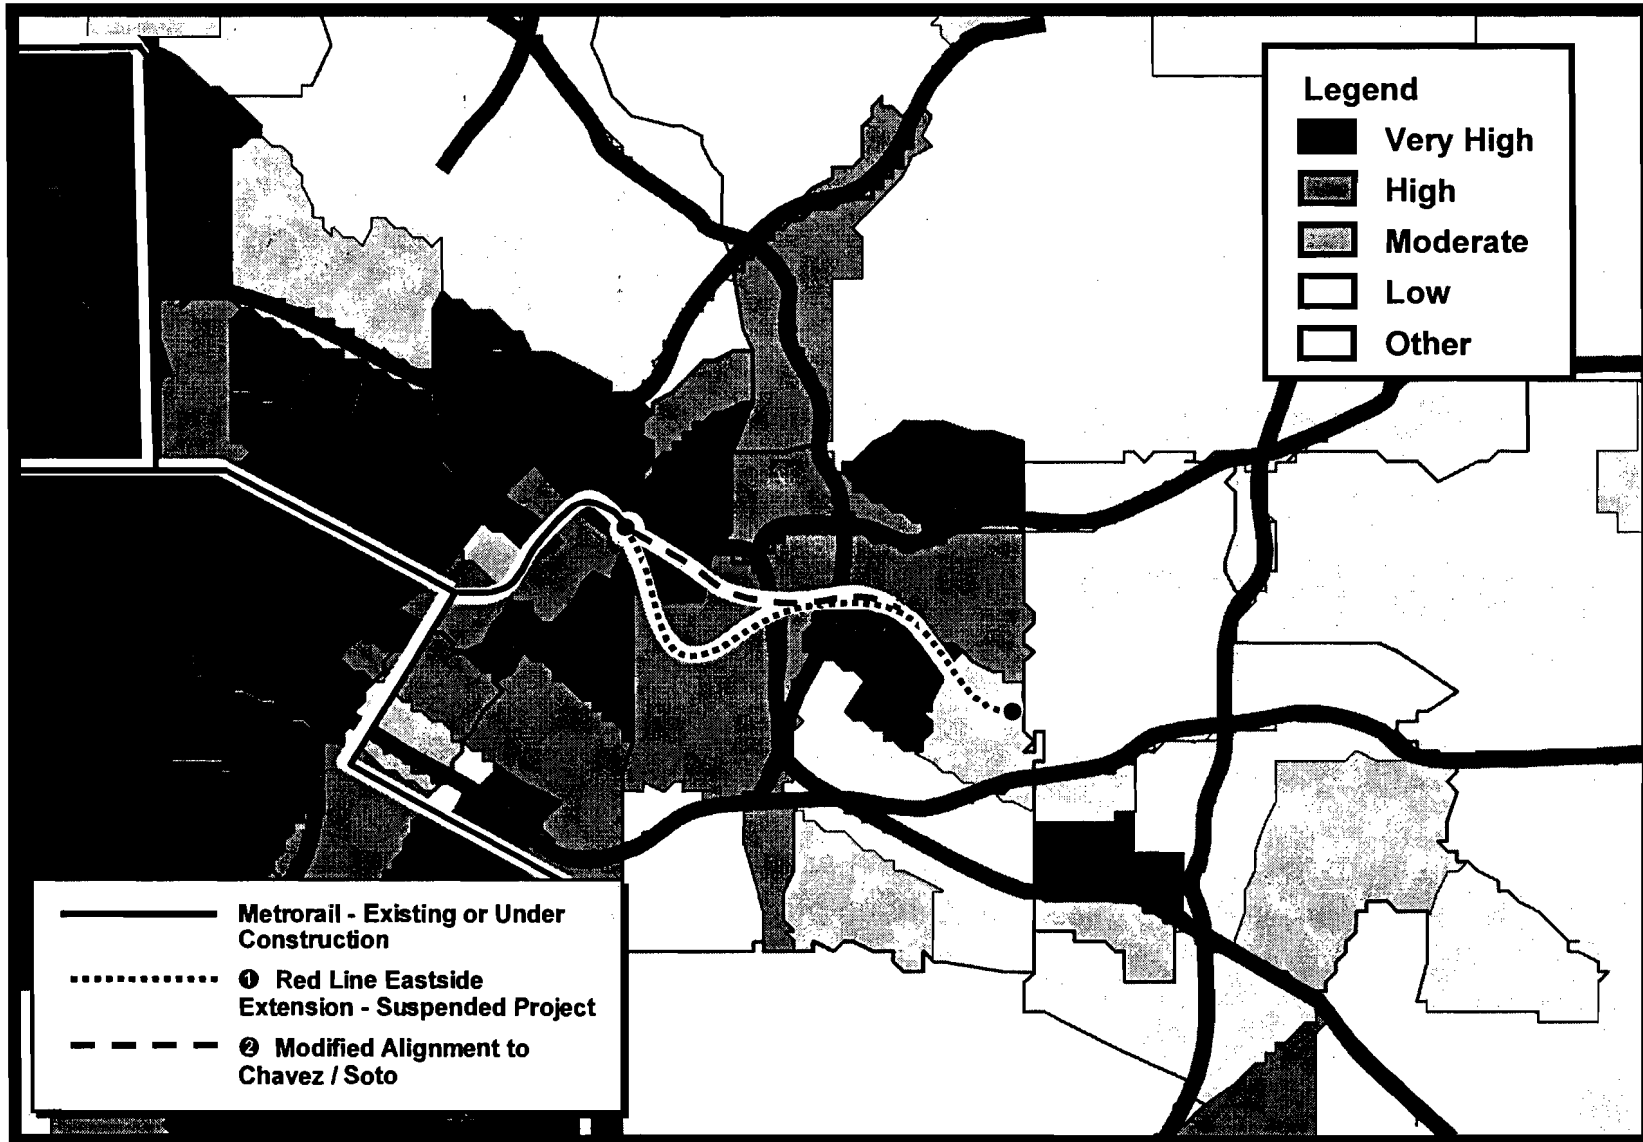 Legend
Very High
High
Moderate
Low
Other
Metrorail - Existing or Under
Construction
❶ Red Line Eastside
Extension - Suspended Project
❷ Modified Alignment to
Chavez / Soto